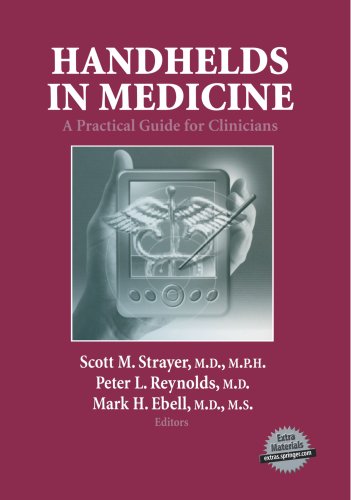 HANDHELDS
IN MEDICINE
A Practical Guide for Clinicians
Scott M. Strayer, M.D., M.P.H.
Peter L. Reynolds, M.D.
Mark H. Ebell, M.D., M.S.
Editors
Extra
Materials
extras.springer.com